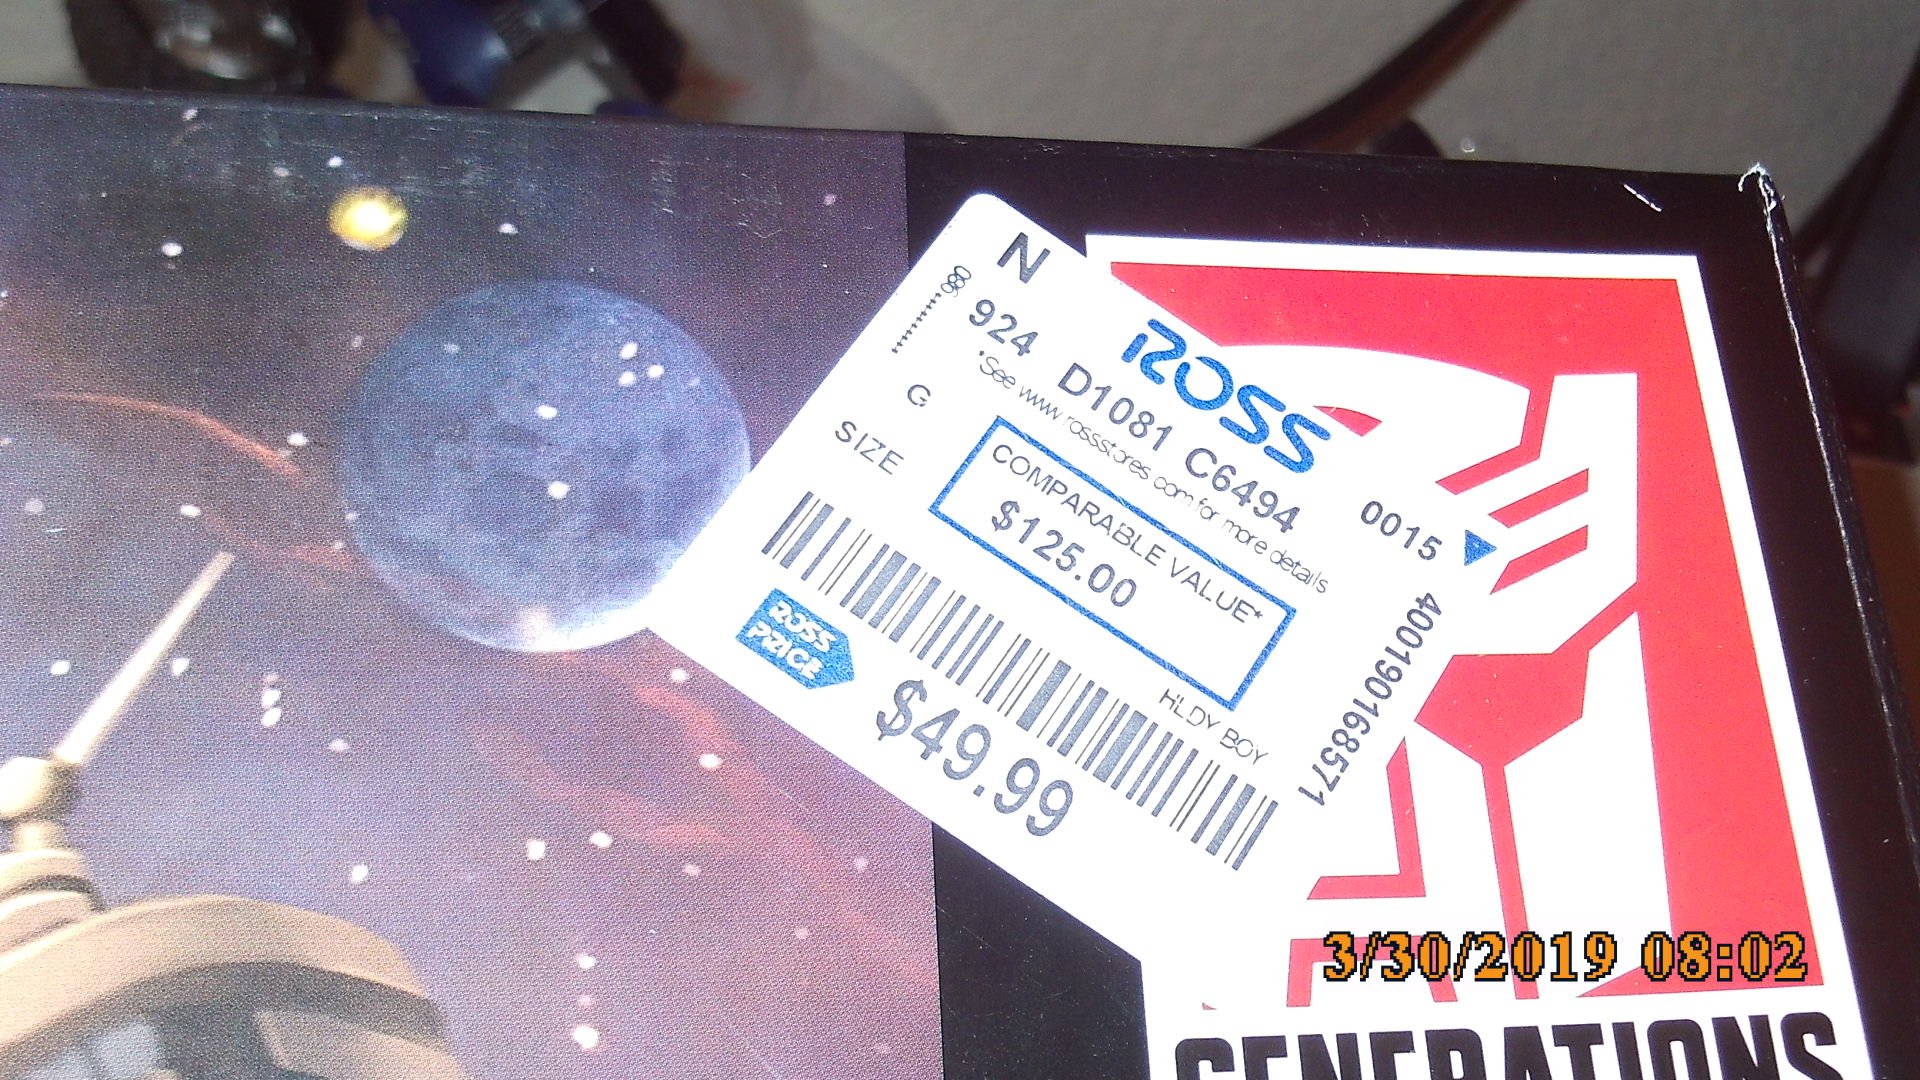 N
ROSS
924 D1081 C6494 0015
*See www.rossstores.com for more details
G
SIZE
COMPARABLE VALUE*
$125.00
400190168571
HLDY BOY
ROSS
PRICE
$49.99
3/30/2019 08:02
GENERATIONS